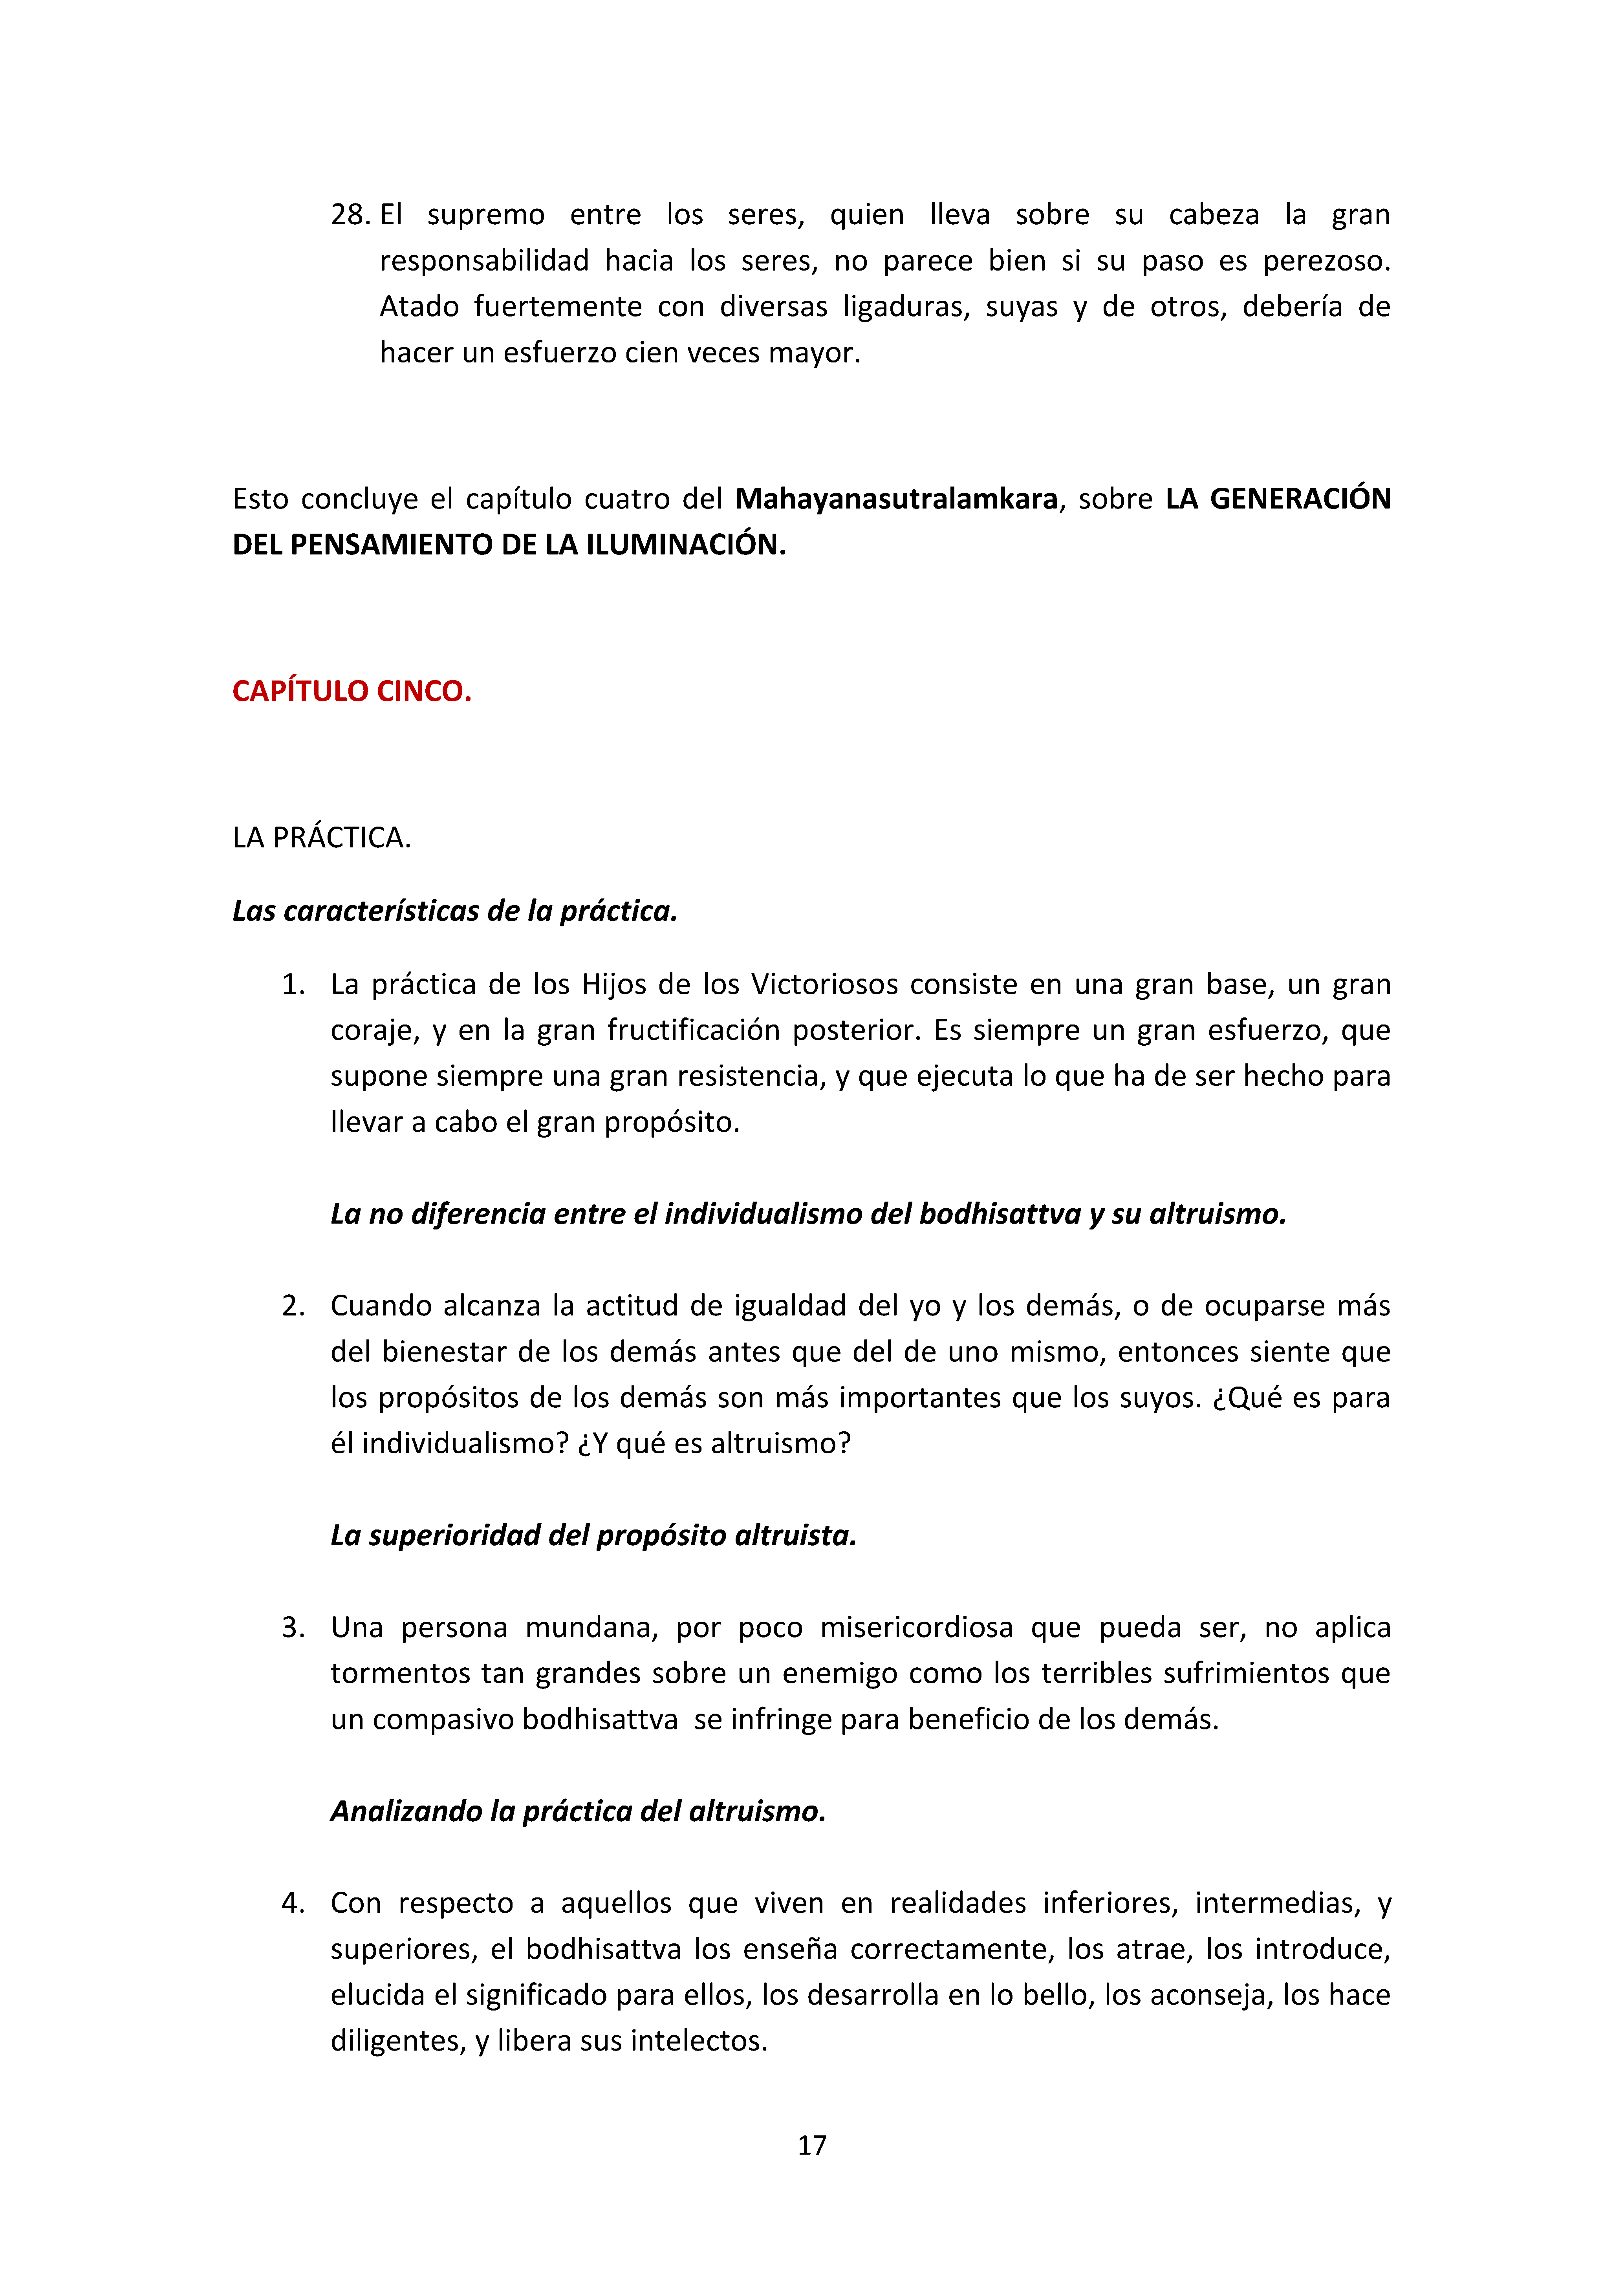 28. El supremo entre los seres, quien lleva sobre su cabeza la gran
responsabilidad hacia los seres, no parece bien si su paso es perezoso.
Atado fuertemente con diversas ligaduras, suyas y de otros, debería de
hacer un esfuerzo cien veces mayor.
Esto concluye el capítulo cuatro del Mahayanasutralamkara, sobre LA GENERACIÓN
DEL PENSAMIENTO DE LA ILUMINACIÓN.
CAPÍTULO CINCO.
LA PRÁCTICA.
Las características de la práctica.
1. La práctica de los Hijos de los Victoriosos consiste en una gran base, un gran
coraje, y en la gran fructificación posterior. Es siempre un gran esfuerzo, que
supone siempre una gran resistencia, y que ejecuta lo que ha de ser hecho para
llevar a cabo el gran propósito.
La no diferencia entre el individualismo del bodhisattva y su altruismo.
2. Cuando alcanza la actitud de igualdad del yo y los demás, o de ocuparse más
del bienestar de los demás antes que del de uno mismo, entonces siente que
los propósitos de los demás son más importantes que los suyos. ¿Qué es para
él individualismo? ¿Y qué es altruismo?
La superioridad del propósito altruista.
3. Una persona mundana, por poco misericordiosa que pueda ser, no aplica
tormentos tan grandes sobre un enemigo como los terribles sufrimientos que
un compasivo bodhisattva se infringe para beneficio de los demás.
Analizando la práctica del altruismo.
4. Con respecto a aquellos que viven en realidades inferiores, intermedias, y
superiores, el bodhisattva los enseña correctamente, los atrae, los introduce,
elucida el significado para ellos, los desarrolla en lo bello, los aconseja, los hace
diligentes, y libera sus intelectos.
17